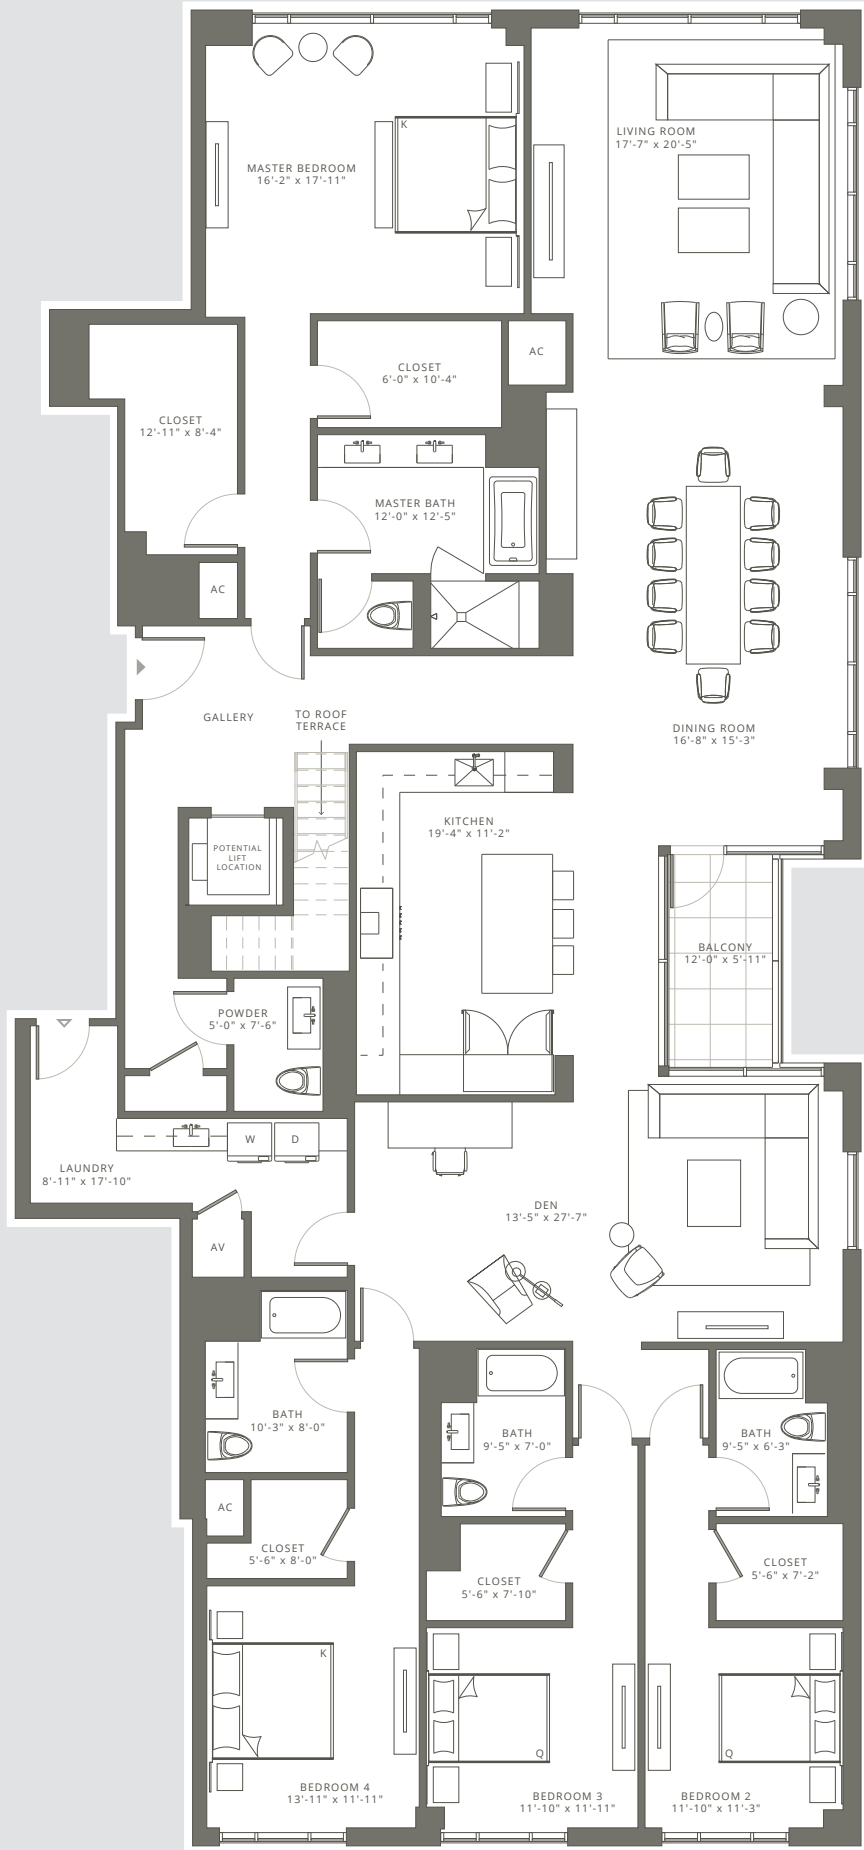 K
MASTER BEDROOM
16'-2" x 17'-11"
LIVING ROOM
17'-7" x 20'-5"
AC
CLOSET
6'-0" x 10'-4"
CLOSET
12'-11" x 8'-4"
MASTER BATH
12'-0" x 12'-5"
AC
GALLERY
TO ROOF
TERRACE
DINING ROOM
16'-8" x 15'-3"
KITCHEN
19'-4" x 11'-2"
POTENTIAL
LIFT
LOCATION
BALCONY
12'-0" x 5'-11"
POWDER
5'-0" x 7'-6"
W
D
LAUNDRY
8'-11" x 17'-10"
DEN
13'-5" x 27'-7"
AV
BATH
10'-3" x 8'-0"
BATH
9'-5" x 7'-0"
BATH
9'-5" x 6'-3"
AC
CLOSET
5'-6" x 8'-0"
CLOSET
5'-6" x 7'-10"
CLOSET
5'-6" x 7'-2"
K
Q
Q
BEDROOM 4
13'-11" x 11'-11"
BEDROOM 3
11'-10" x 11'-11"
BEDROOM 2
11'-10" x 11'-3"